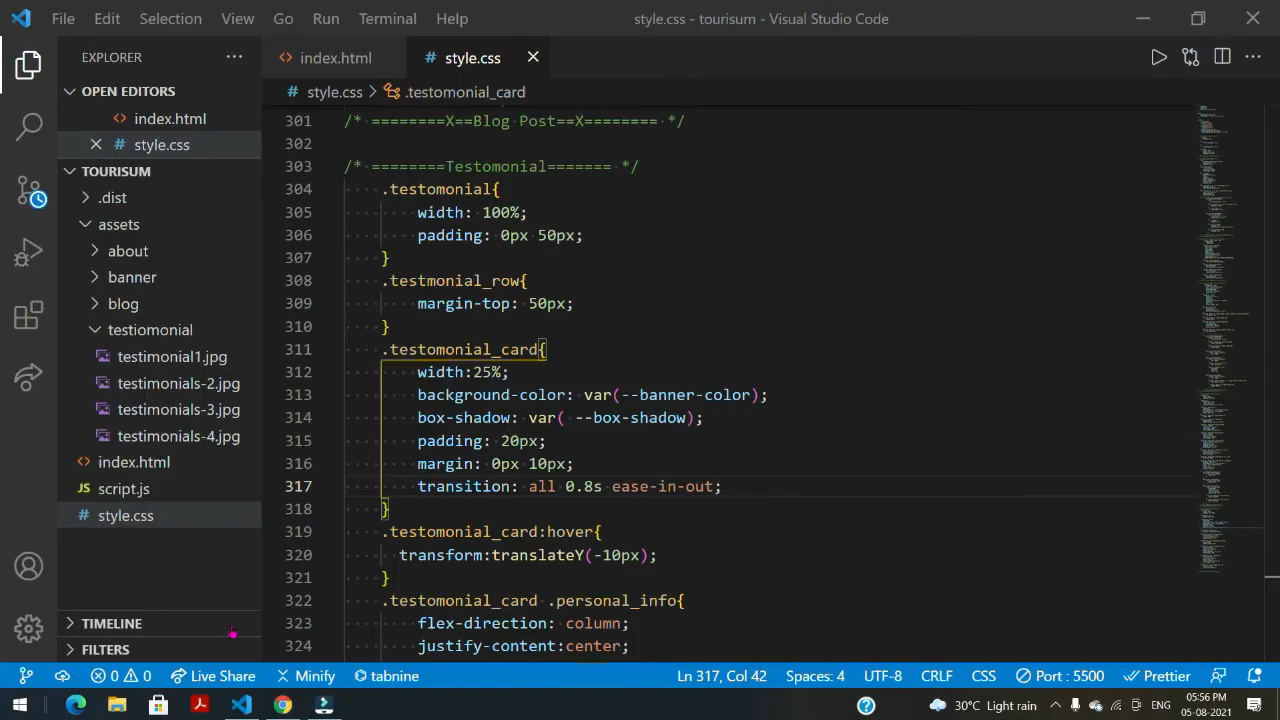 File Edit Selection View Go Run Terminal Help style.css - tourisum - Visual Studio Code
EXPLORER
index.html
style.css
OPEN EDITORS
index.html
style.css
TOURISUM
.dist
assets
about
banner
blog
testiomonial
testimonial1.jpg
testimonials-2.jpg
testimonials-3.jpg
testimonials-4.jpg
index.html
JS script.js
# style.css
TIMELINE
FILTERS
# style.css > .testomonial_card
301 /* ========X==Blog Post==X======== */
302
303 /* ========Testomonial======= */
304 .testomonial{
305 width: 100%;
306 padding: 0px 50px;
307 }
308 .testmonial_row{
309 margin-top: 50px;
310 }
311 .testomonial_card{
312 width:25%;
313 background-color: var(--banner-color);
314 box-shadow: var( --box-shadow);
315 padding: 20px;
316 margin: 0px 10px;
317 transition: all 0.8s ease-in-out;
318 }
319 .testomonial_card:hover{
320 transform:translateY(-10px);
321 }
322 .testomonial_card .personal_info{
323 flex-direction: column;
324 justify-content:center;
0 0 Live Share Minify tabnine Ln 317, Col 42 Spaces: 4 UTF-8 CRLF CSS Port : 5500 Prettier
30°C Light rain ENG 05:56 PM
05-08-2021